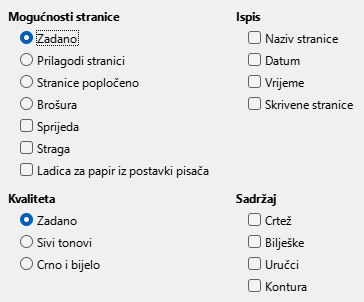 Mogućnosti stranice
Zadano
Prilagodi stranici
Stranice popločeno
Brošura
Sprijeda
Straga
Ladica za papir iz postavki pisača
Ispis
Naziv stranice
Datum
Vrijeme
Skrivene stranice
Kvaliteta
Zadano
Sivi tonovi
Crno i bijelo
Sadržaj
Crtež
Bilješke
Uručci
Kontura